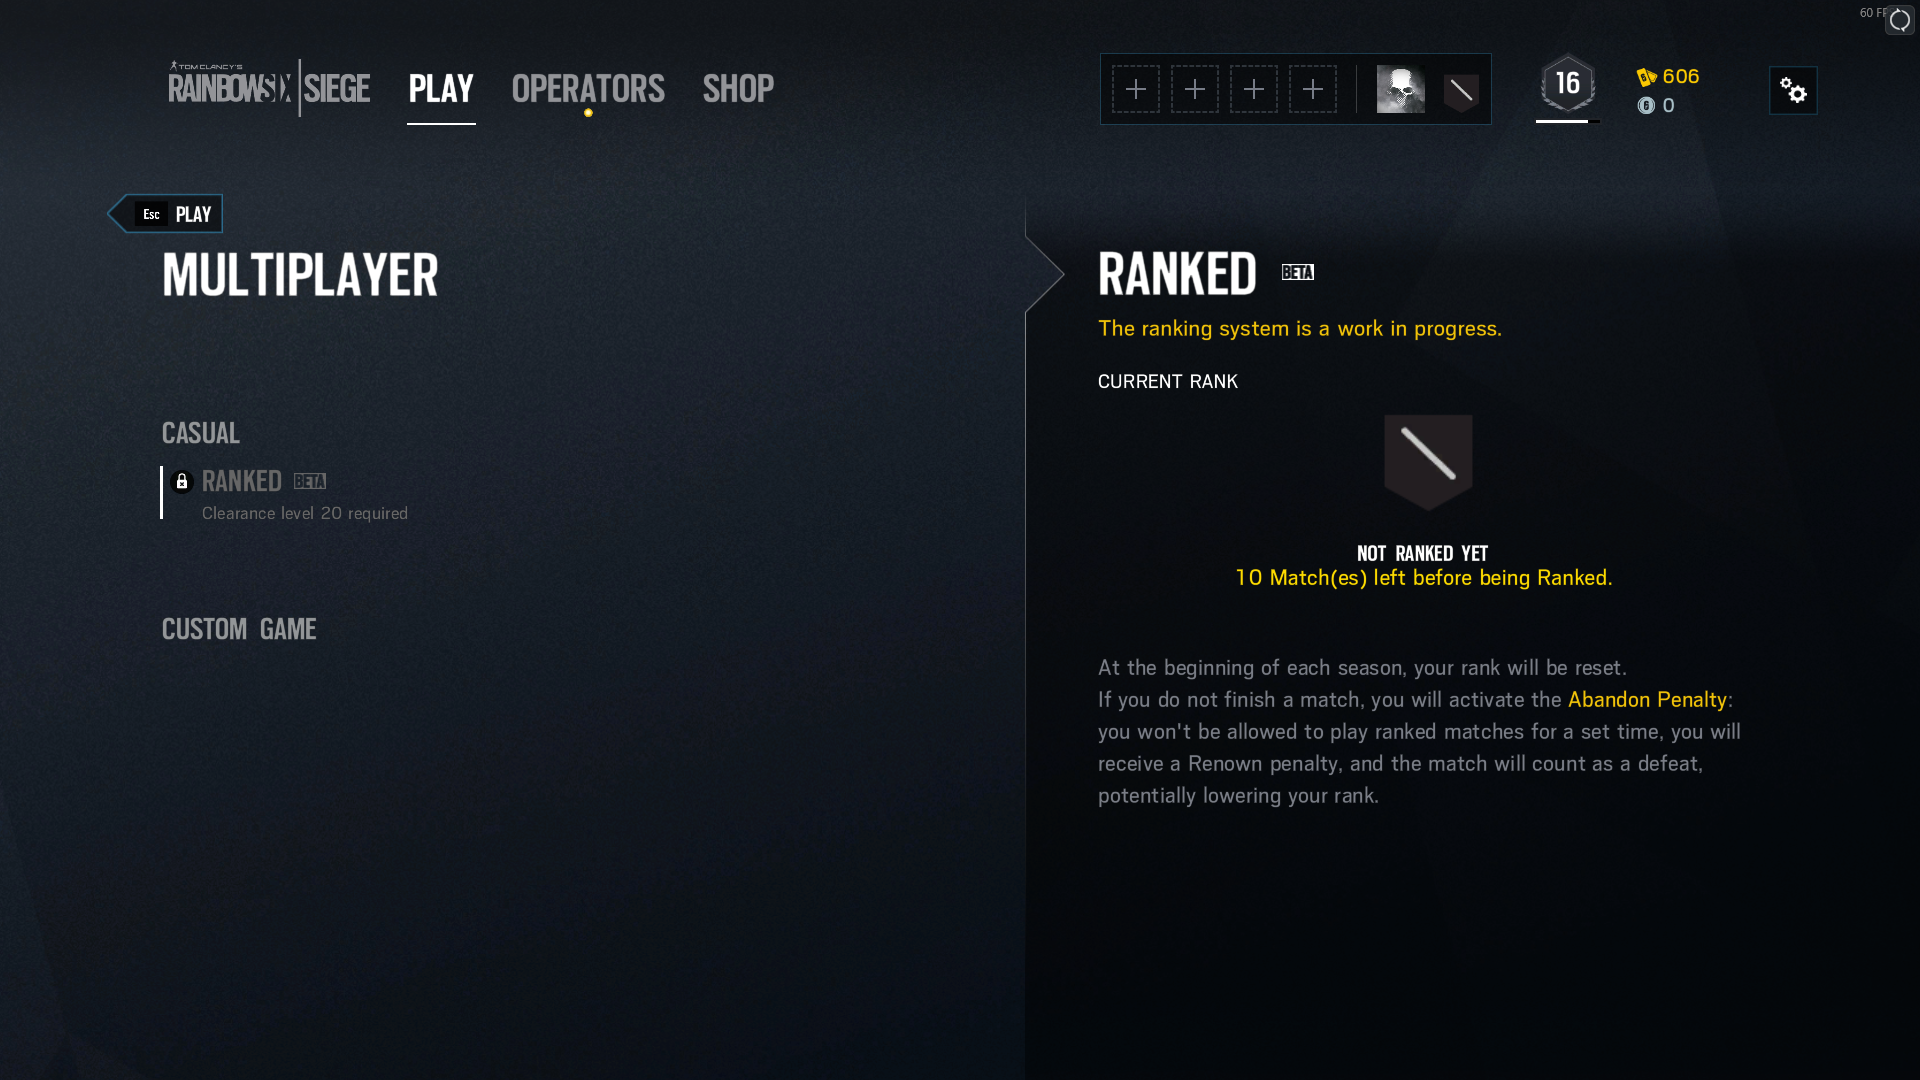 TOM CLANCY'S
RAINBOWSIX | SIEGE
PLAY
OPERATORS
SHOP
16
606
0
Esc PLAY
MULTIPLAYER
CASUAL
RANKED BETA
Clearance level 20 required
CUSTOM GAME
RANKED BETA
The ranking system is a work in progress.
CURRENT RANK
NOT RANKED YET
10 Match(es) left before being Ranked.
At the beginning of each season, your rank will be reset.
If you do not finish a match, you will activate the Abandon Penalty:
you won't be allowed to play ranked matches for a set time, you will
receive a Renown penalty, and the match will count as a defeat,
potentially lowering your rank.